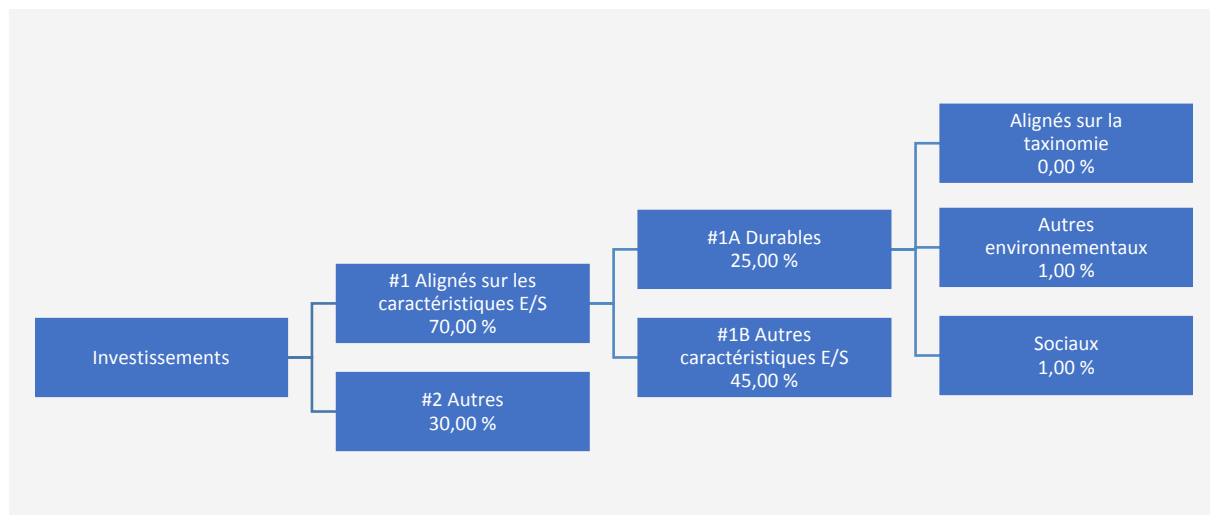 Investissements
#1 Alignés sur les
caractéristiques E/S
70,00 %
#2 Autres
30,00 %
#1A Durables
25,00 %
#1B Autres
caractéristiques E/S
45,00 %
Alignés sur la
taxinomie
0,00 %
Autres
environnementaux
1,00 %
Sociaux
1,00 %